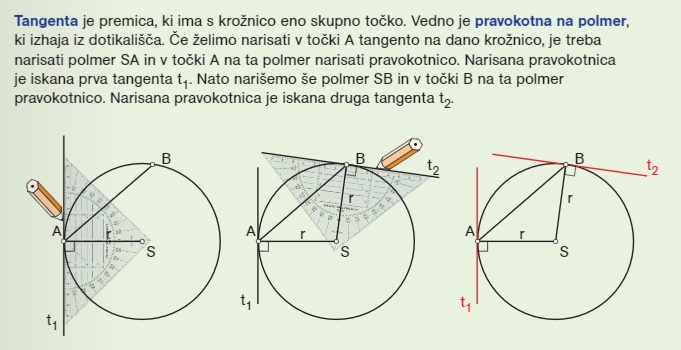 Tangenta je premica, ki ima s krožnico eno skupno točko. Vedno je pravokotna na polmer,
ki izhaja iz dotikališča. Če želimo narisati v točki A tangento na dano krožnico, je treba
narisati polmer SA in v točki A na ta polmer narisati pravokotnico. Narisana pravokotnica
je iskana prva tangenta t₁. Nato narišemo še polmer SB in v točki B na ta polmer
pravokotnico. Narisana pravokotnica je iskana druga tangenta t₂.
B
A
r
S
t₁
B
t₂
r
A
r
S
t₁
B
t₂
r
A
r
S
t₁